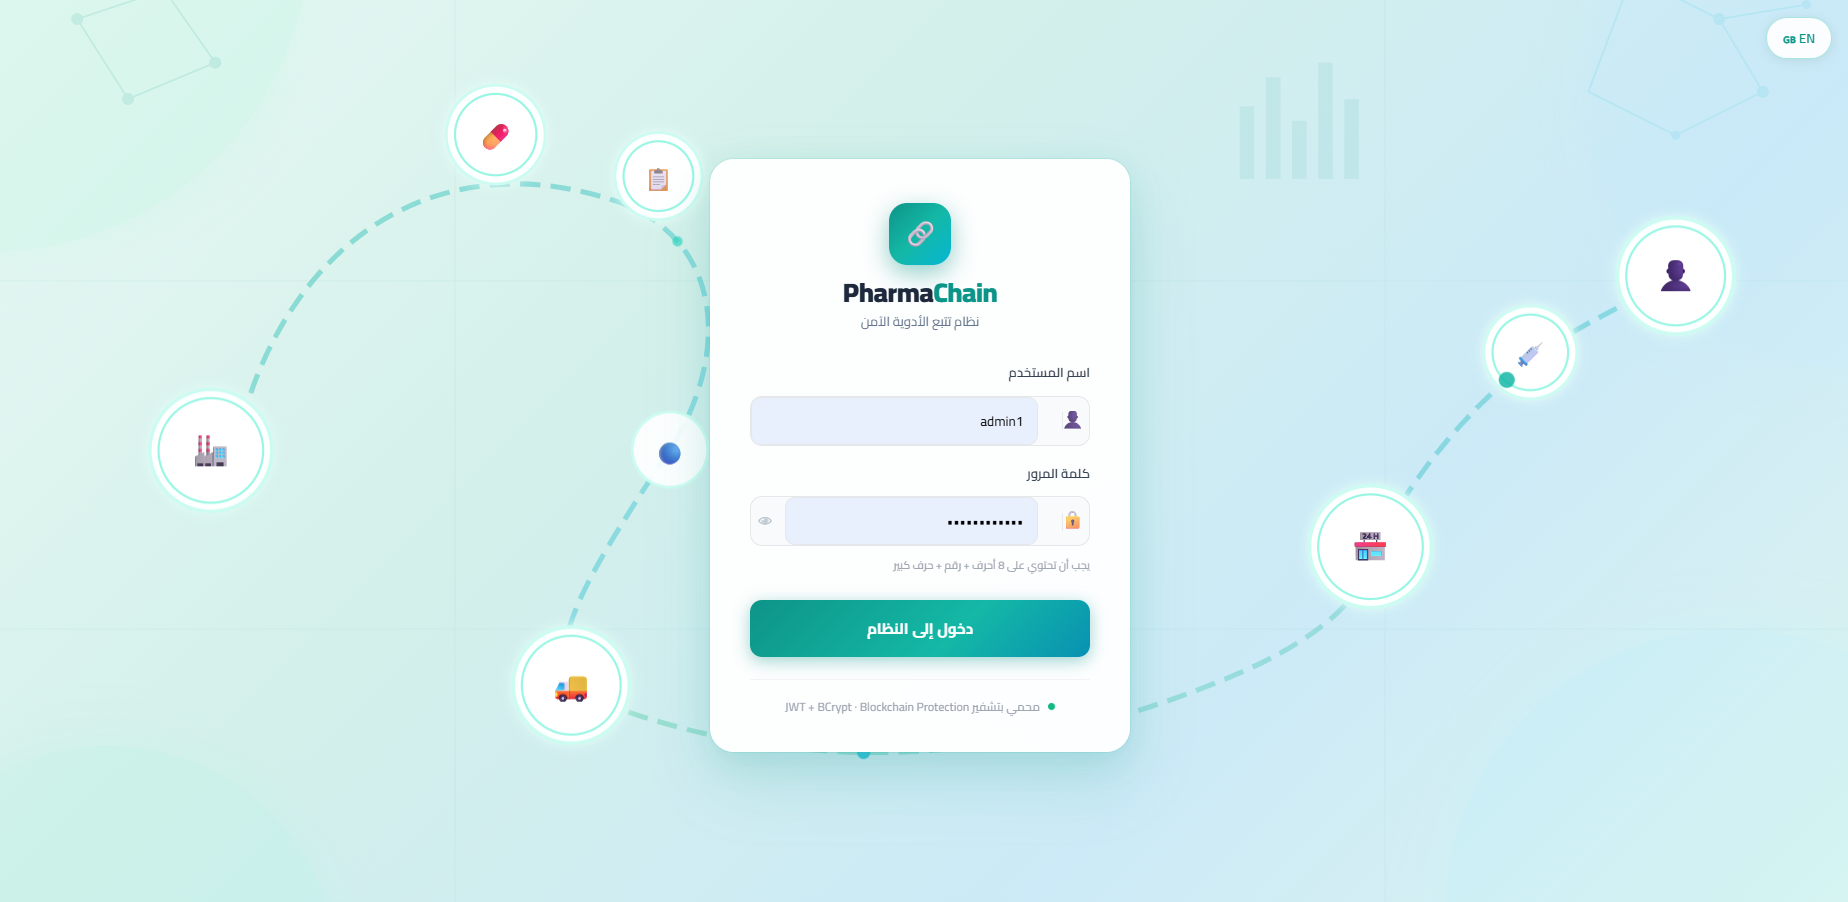 GB EN
PharmaChain
نظام تتبع الأدوية الآمن
اسم المستخدم
admin1
كلمة المرور
••••••••••••
يجب أن تحتوي على 8 أحرف + رقم + حرف كبير
دخول إلى النظام
محمي بتشفير JWT + BCrypt · Blockchain Protection
24 H